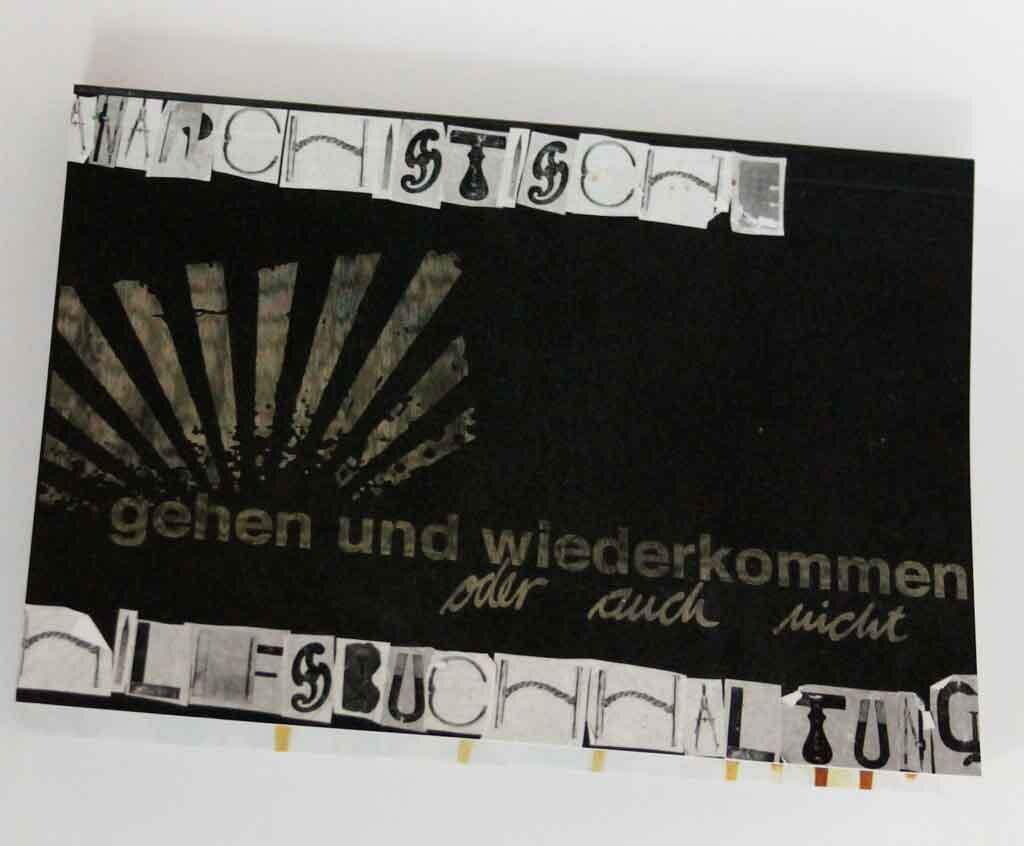 ANARCHISTISCHE
gehen und wiederkommen
oder auch nicht
HILFSBUCHHALTUNG